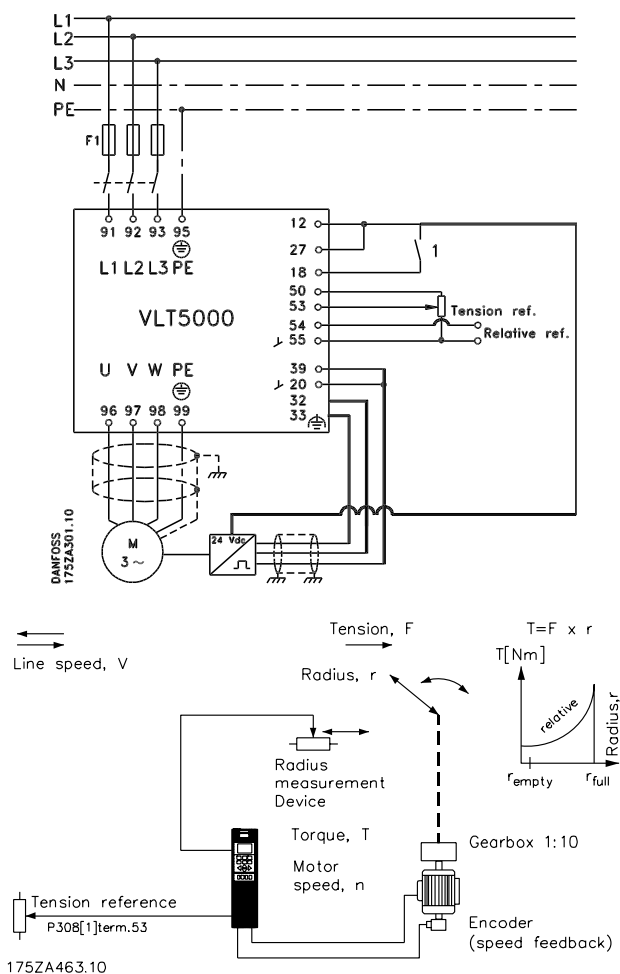 L1
L2
L3
N
PE
F1
91 92 93 95
L1 L2 L3 PE
VLT5000
U V W PE
96 97 98 99
12
27
18
50
53
54
55
39
20
32
33
1
Tension ref.
Relative ref.
M
3 ~
24 Vdc
DANFOSS
175ZA301.10
Line speed, V
Tension, F
Radius, r
T=F x r
T[Nm]
relative
Radius,r
rempty
rfull
Radius
measurement
Device
Torque, T
Motor
speed, n
Gearbox 1:10
Tension reference
P308[1]term.53
Encoder
(speed feedback)
175ZA463.10